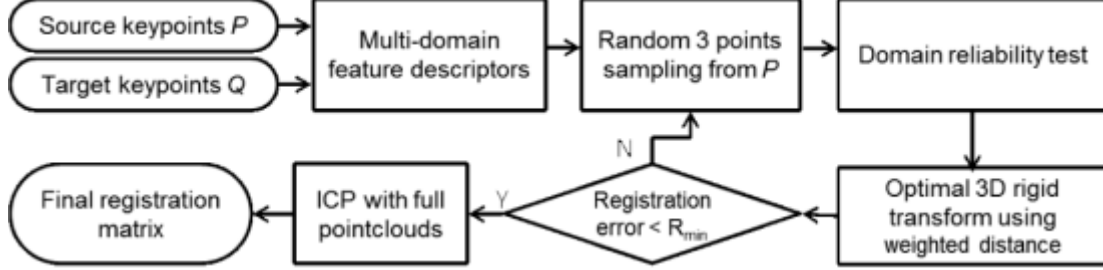 Source keypoints P
Target keypoints Q
Multi-domain
feature descriptors
Random 3 points
sampling from P
Domain reliability test
Optimal 3D rigid
transform using
weighted distance
Registration
error < Rmin
N
Y
ICP with full
pointclouds
Final registration
matrix